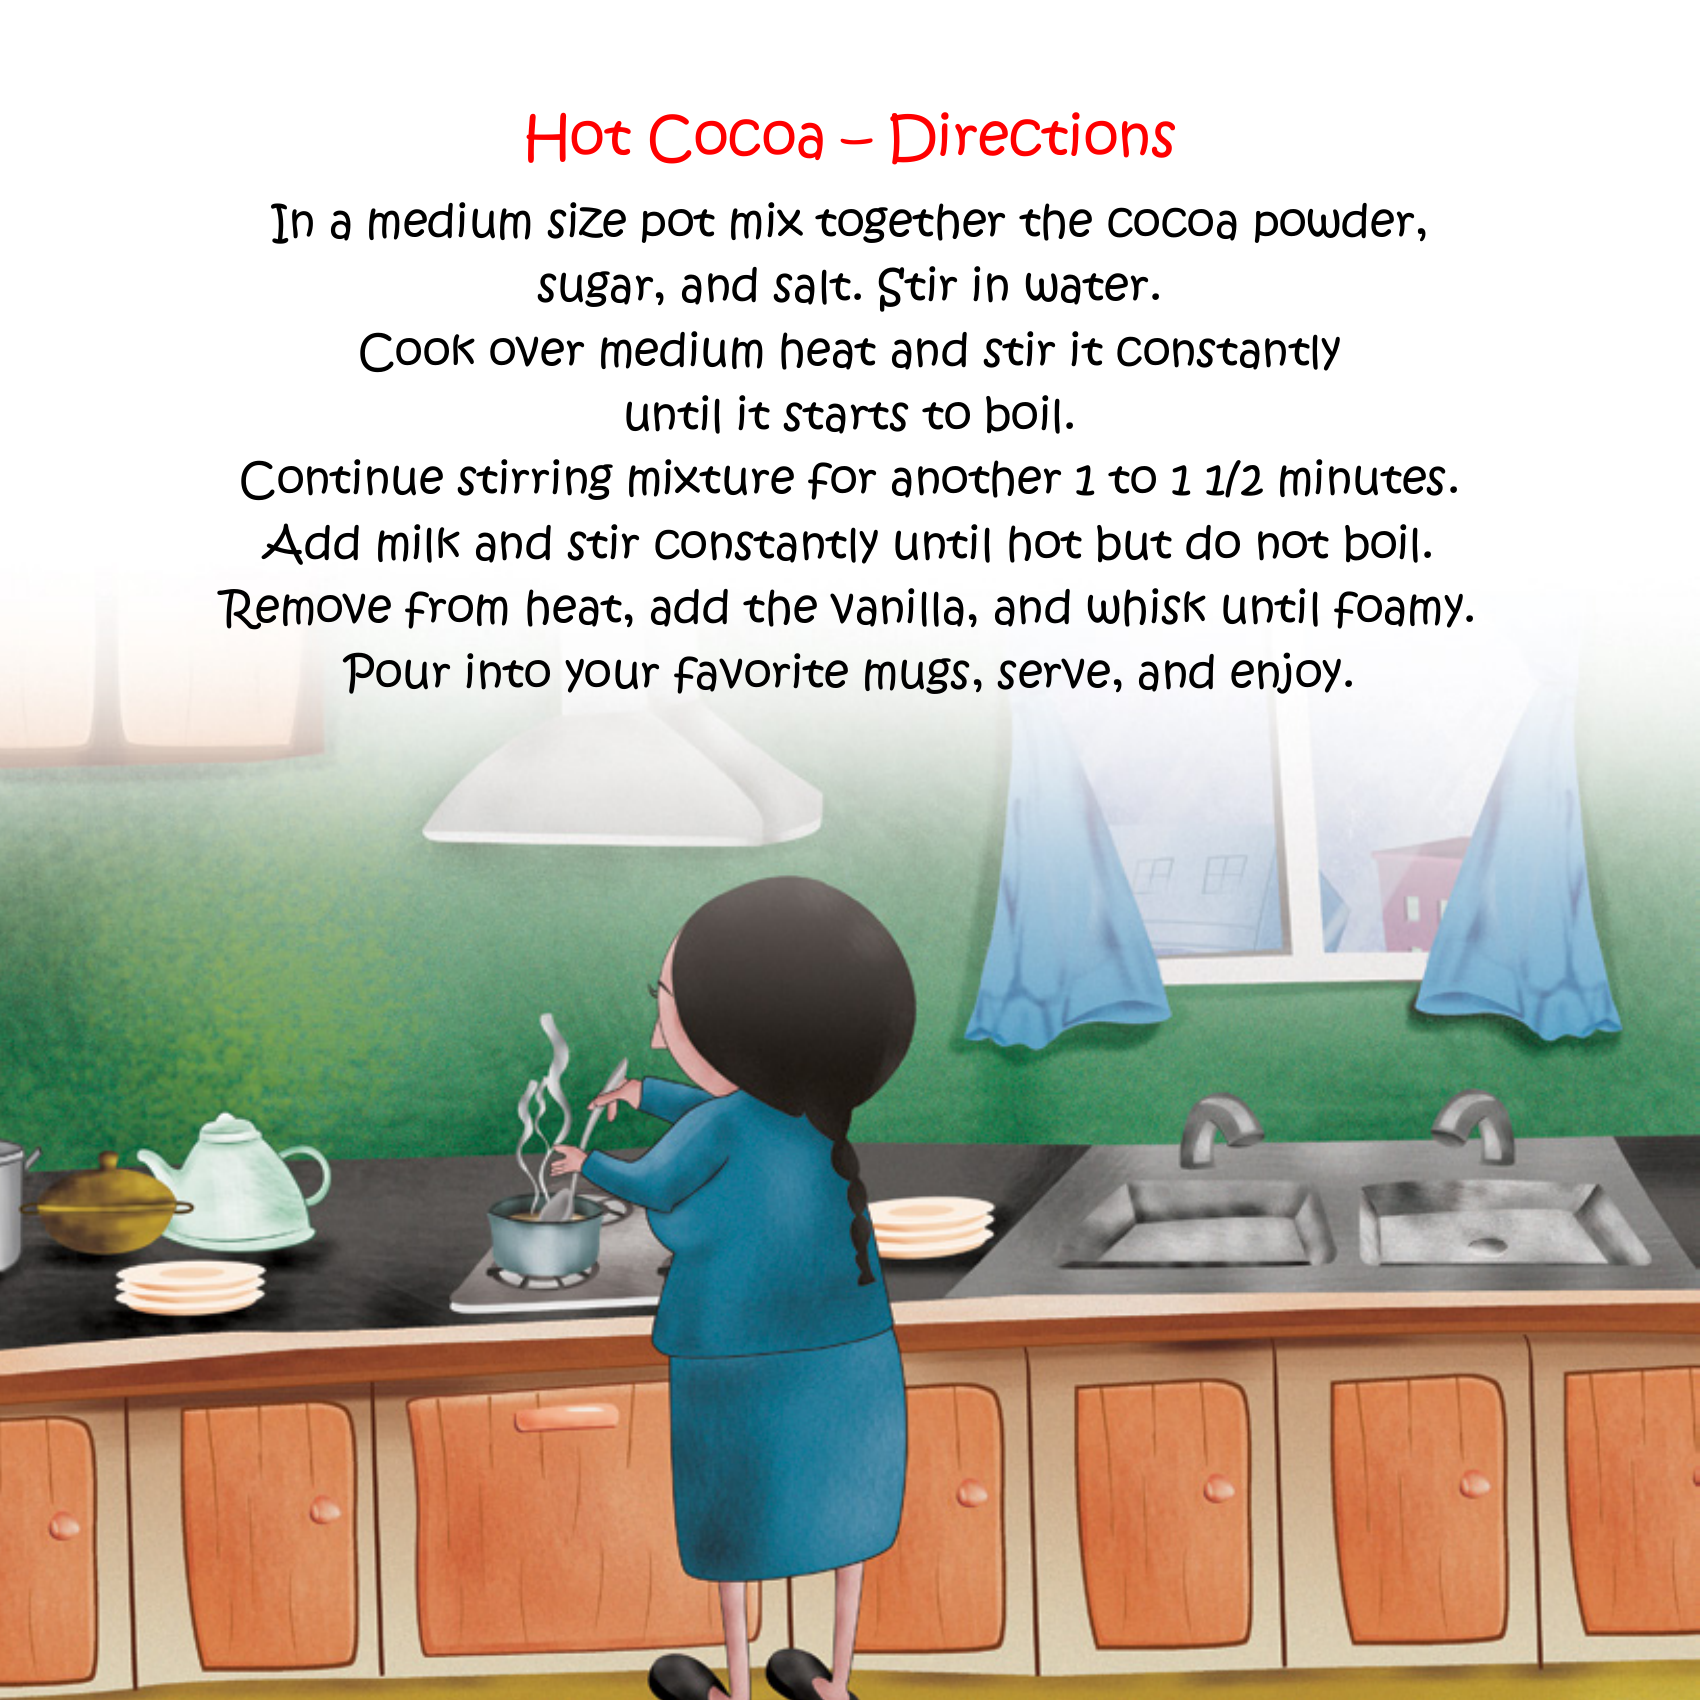 Hot Cocoa – Directions
In a medium size pot mix together the cocoa powder,
sugar, and salt. Stir in water.
Cook over medium heat and stir it constantly
until it starts to boil.
Continue stirring mixture for another 1 to 1 1/2 minutes.
Add milk and stir constantly until hot but do not boil.
Remove from heat, add the vanilla, and whisk until foamy.
Pour into your favorite mugs, serve, and enjoy.